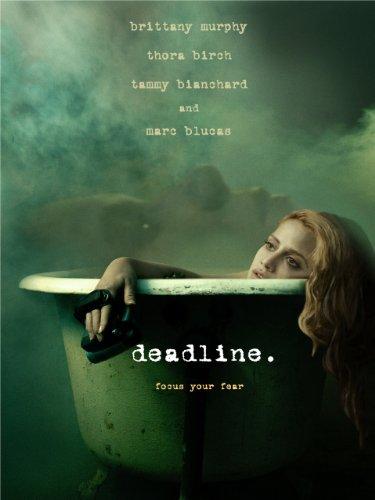 brittany murphy
thora birch
tammy blanchard
and
marc blucas
deadline.
focus your fear